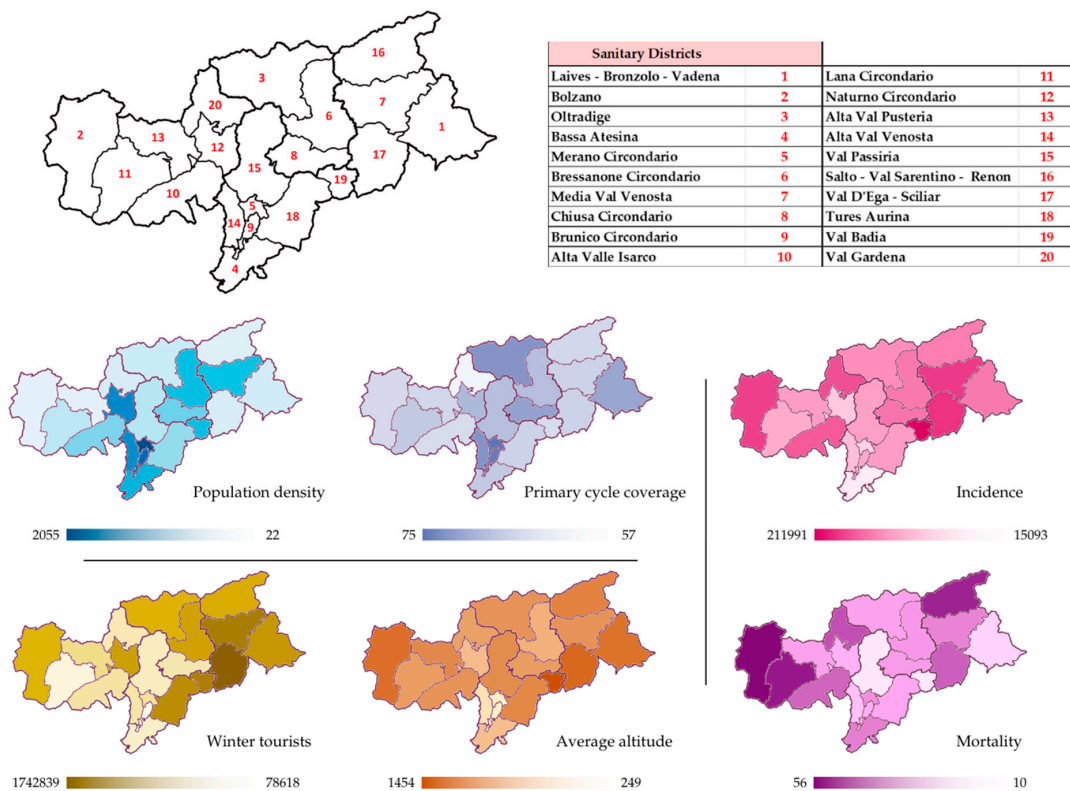 16
3
20
7
6
2
13
12
1
8
17
11
15
19
10
5
18
14
9
4
Sanitary Districts
Laives - Bronzolo - Vadena 1 Lana Circondario 11
Bolzano 2 Naturno Circondario 12
Oltradige 3 Alta Val Pusteria 13
Bassa Atesina 4 Alta Val Venosta 14
Merano Circondario 5 Val Passiria 15
Bressanone Circondario 6 Salto - Val Sarentino - Renon 16
Media Val Venosta 7 Val D'Ega - Sciliar 17
Chiusa Circondario 8 Tures Aurina 18
Brunico Circondario 9 Val Badia 19
Alta Valle Isarco 10 Val Gardena 20
Population density
2055 22
Primary cycle coverage
75 57
Incidence
211991 15093
Winter tourists
1742839 78618
Average altitude
1454 249
Mortality
56 10